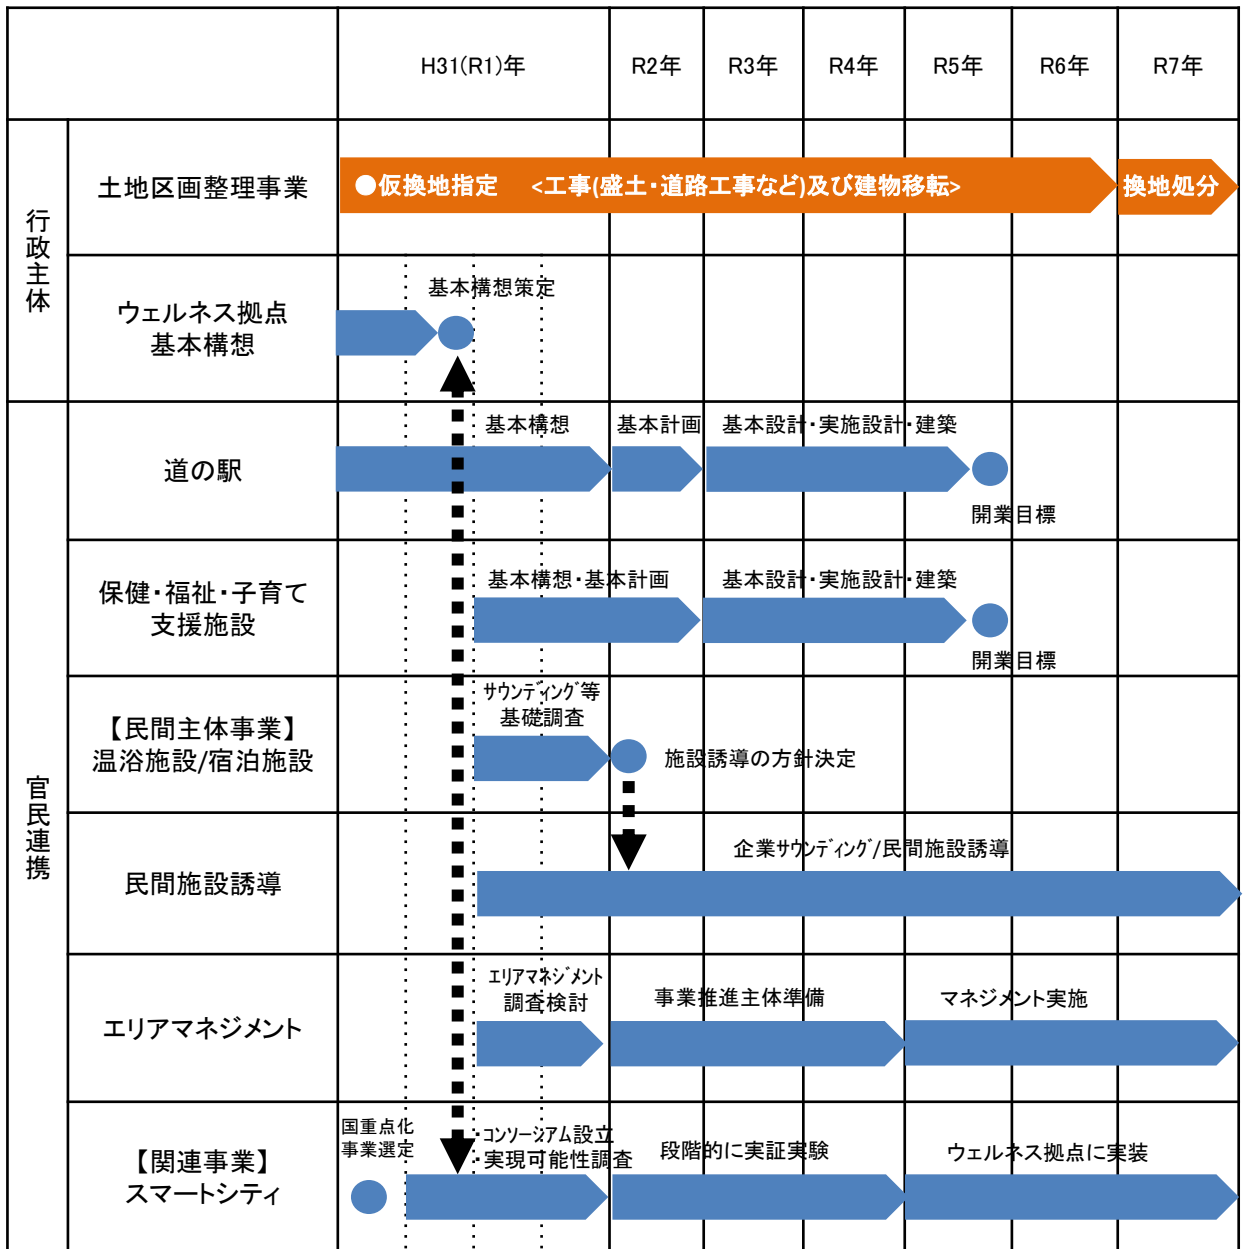 H31(R1)年
R2年
R3年
R4年
R5年
R6年
R7年
行政主体
土地区画整理事業
●仮換地指定　<工事(盛土・道路工事など)及び建物移転>
換地処分
ウェルネス拠点
基本構想
基本構想策定
官民連携
道の駅
基本構想
基本計画
基本設計・実施設計・建築
開業目標
保健・福祉・子育て
支援施設
基本構想・基本計画
基本設計・実施設計・建築
開業目標
【民間主体事業】
温浴施設/宿泊施設
サウンディング等
基礎調査
施設誘導の方針決定
民間施設誘導
企業サウンディング/民間施設誘導
エリアマネジメント
エリアマネジメント
調査検討
事業推進主体準備
マネジメント実施
【関連事業】
スマートシティ
国重点化
事業選定
・コンソーシアム設立
・実現可能性調査
段階的に実証実験
ウェルネス拠点に実装